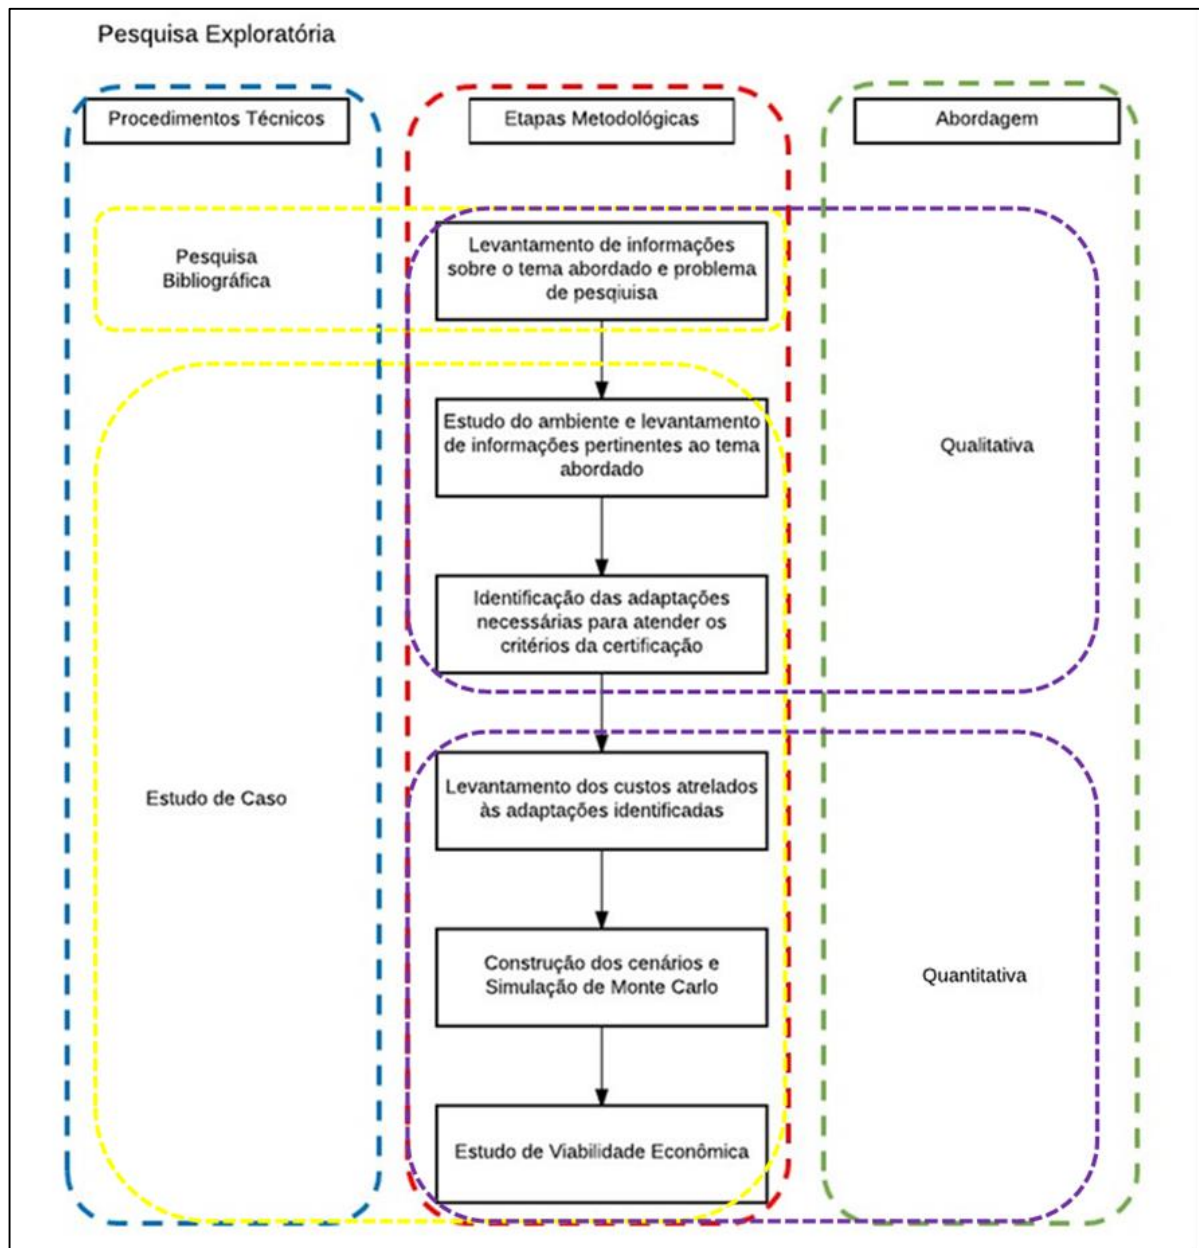 Pesquisa Exploratória
Procedimentos Técnicos
Etapas Metodológicas
Abordagem
Pesquisa
Bibliográfica
Levantamento de informações
sobre o tema abordado e problema
de pesqiuisa
Estudo do ambiente e levantamento
de informações pertinentes ao tema
abordado
Qualitativa
Identificação das adaptações
necessárias para atender os
critérios da certificação
Estudo de Caso
Levantamento dos custos atrelados
às adaptações identificadas
Construção dos cenários e
Simulação de Monte Carlo
Quantitativa
Estudo de Viabilidade Econômica